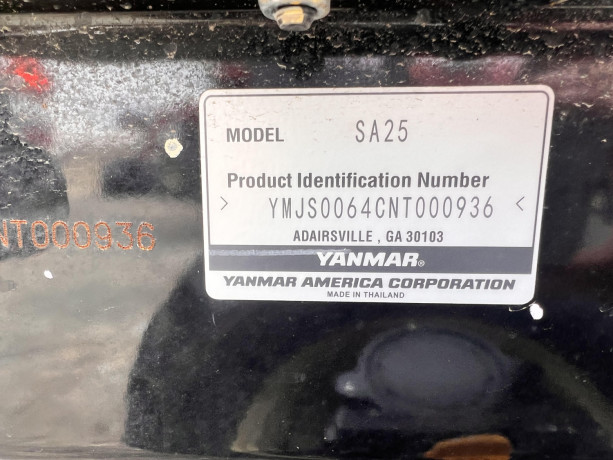 MODEL SA25
Product Identification Number
> YMJS0064CNT000936 <
ADAIRSVILLE , GA 30103
YANMAR®
YANMAR AMERICA CORPORATION
MADE IN THAILAND
NT000936